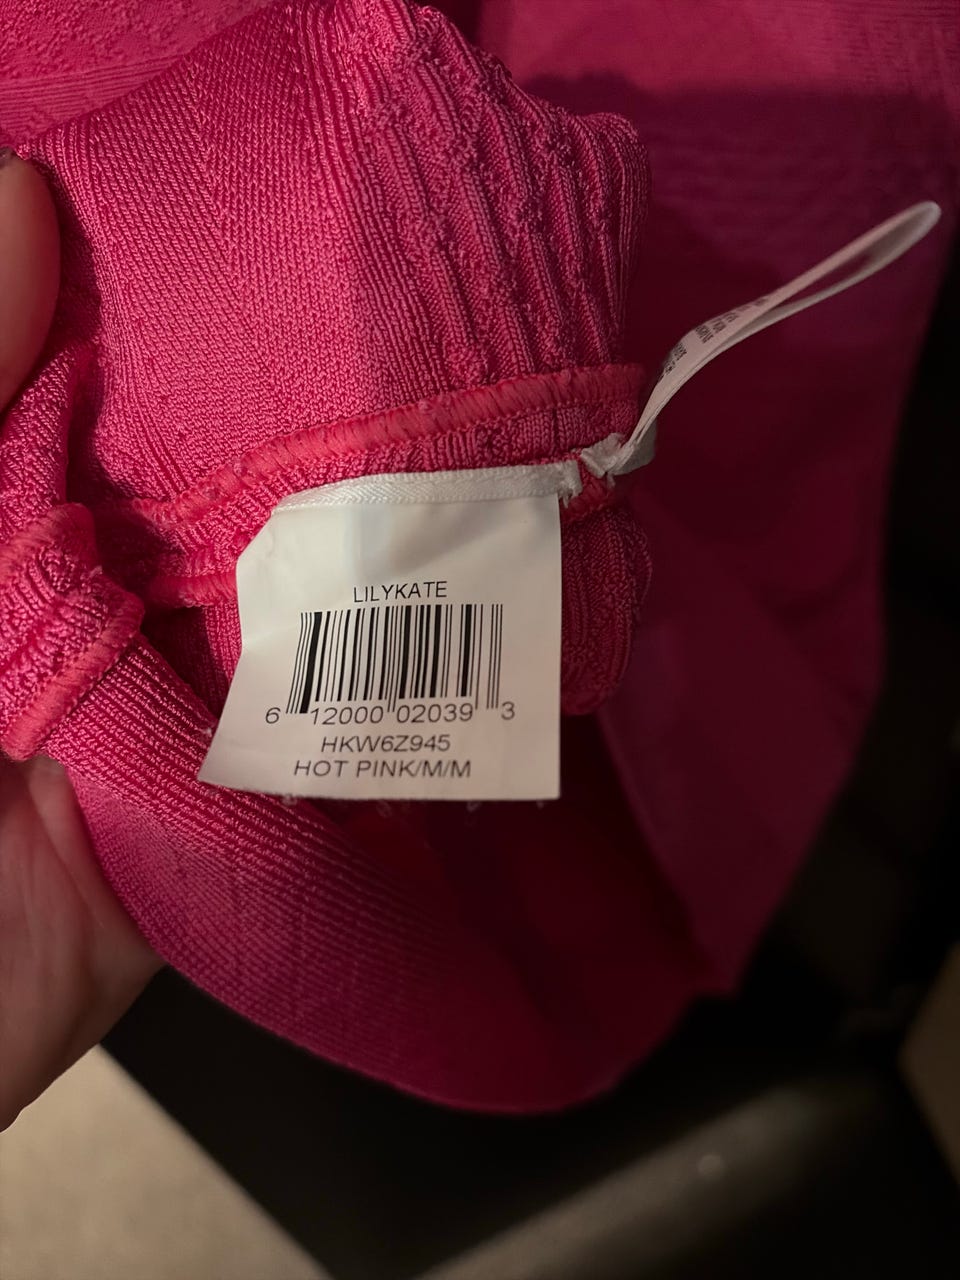 LILYKATE
6 12000 02039 3
HKW6Z945
HOT PINK/M/M